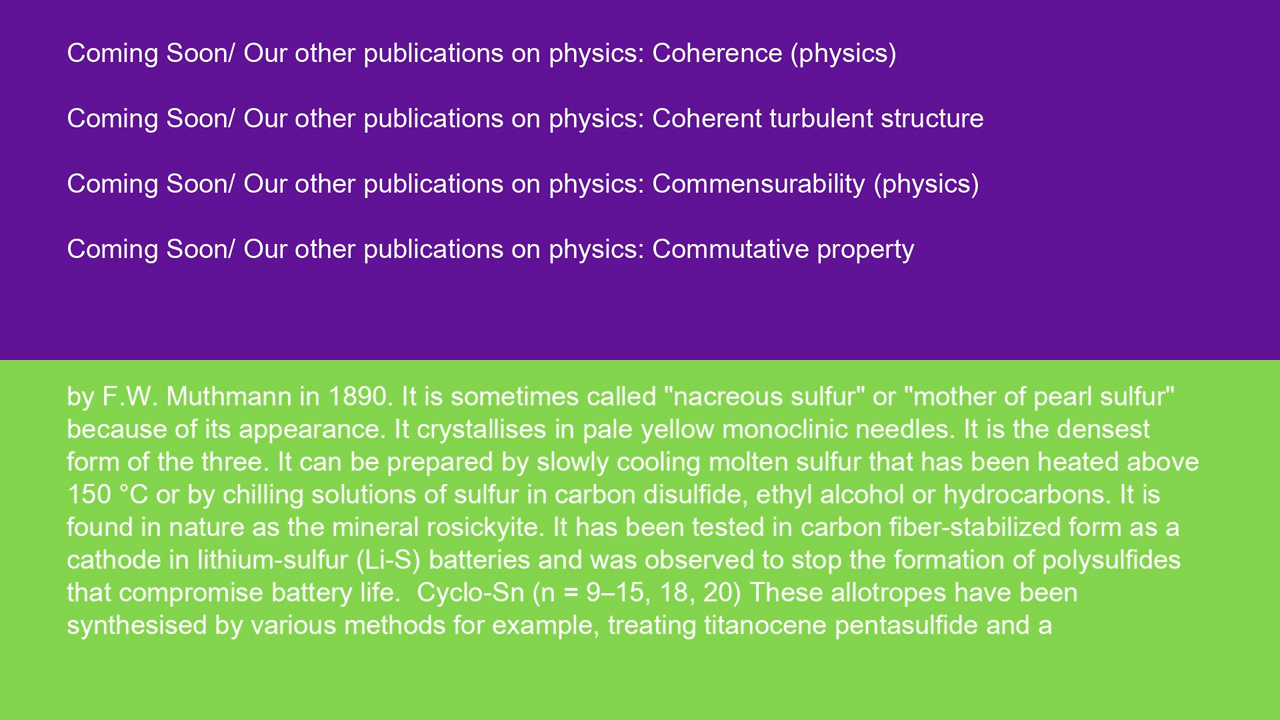 Coming Soon/ Our other publications on physics: Coherence (physics)
Coming Soon/ Our other publications on physics: Coherent turbulent structure
Coming Soon/ Our other publications on physics: Commensurability (physics)
Coming Soon/ Our other publications on physics: Commutative property
by F.W. Muthmann in 1890. It is sometimes called "nacreous sulfur" or "mother of pearl sulfur"
because of its appearance. It crystallises in pale yellow monoclinic needles. It is the densest
form of the three. It can be prepared by slowly cooling molten sulfur that has been heated above
150 °C or by chilling solutions of sulfur in carbon disulfide, ethyl alcohol or hydrocarbons. It is
found in nature as the mineral rosickyite. It has been tested in carbon fiber-stabilized form as a
cathode in lithium-sulfur (Li-S) batteries and was observed to stop the formation of polysulfides
that compromise battery life.  Cyclo-Sn (n = 9–15, 18, 20) These allotropes have been
synthesised by various methods for example, treating titanocene pentasulfide and a